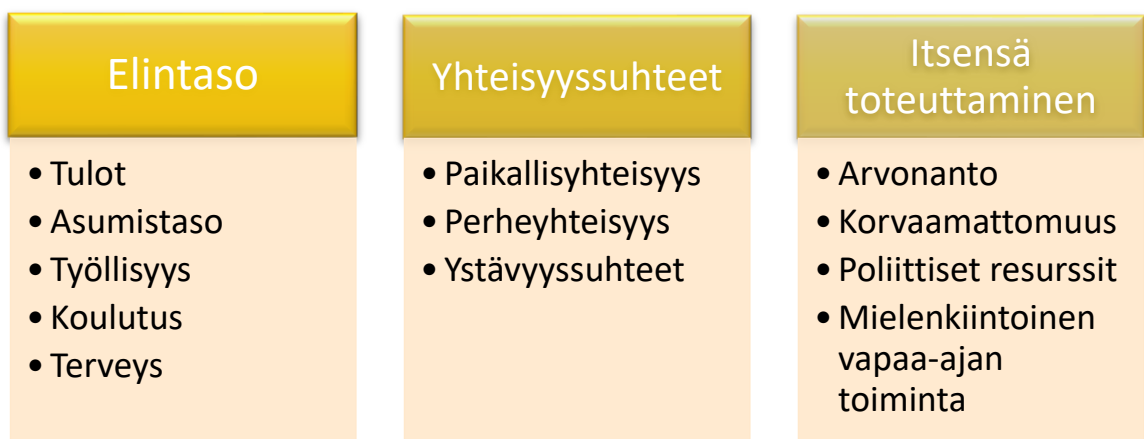 Elintaso
• Tulot
• Asumistaso
• Työllisyys
• Koulutus
• Terveys
Yhteisyyssuhteet
• Paikallisyhteisyys
• Perheyhteisyys
• Ystävyyssuhteet
Itsensä
toteuttaminen
• Arvonanto
• Korvaamattomuus
• Poliittiset resurssit
• Mielenkiintoinen
vapaa-ajan
toiminta